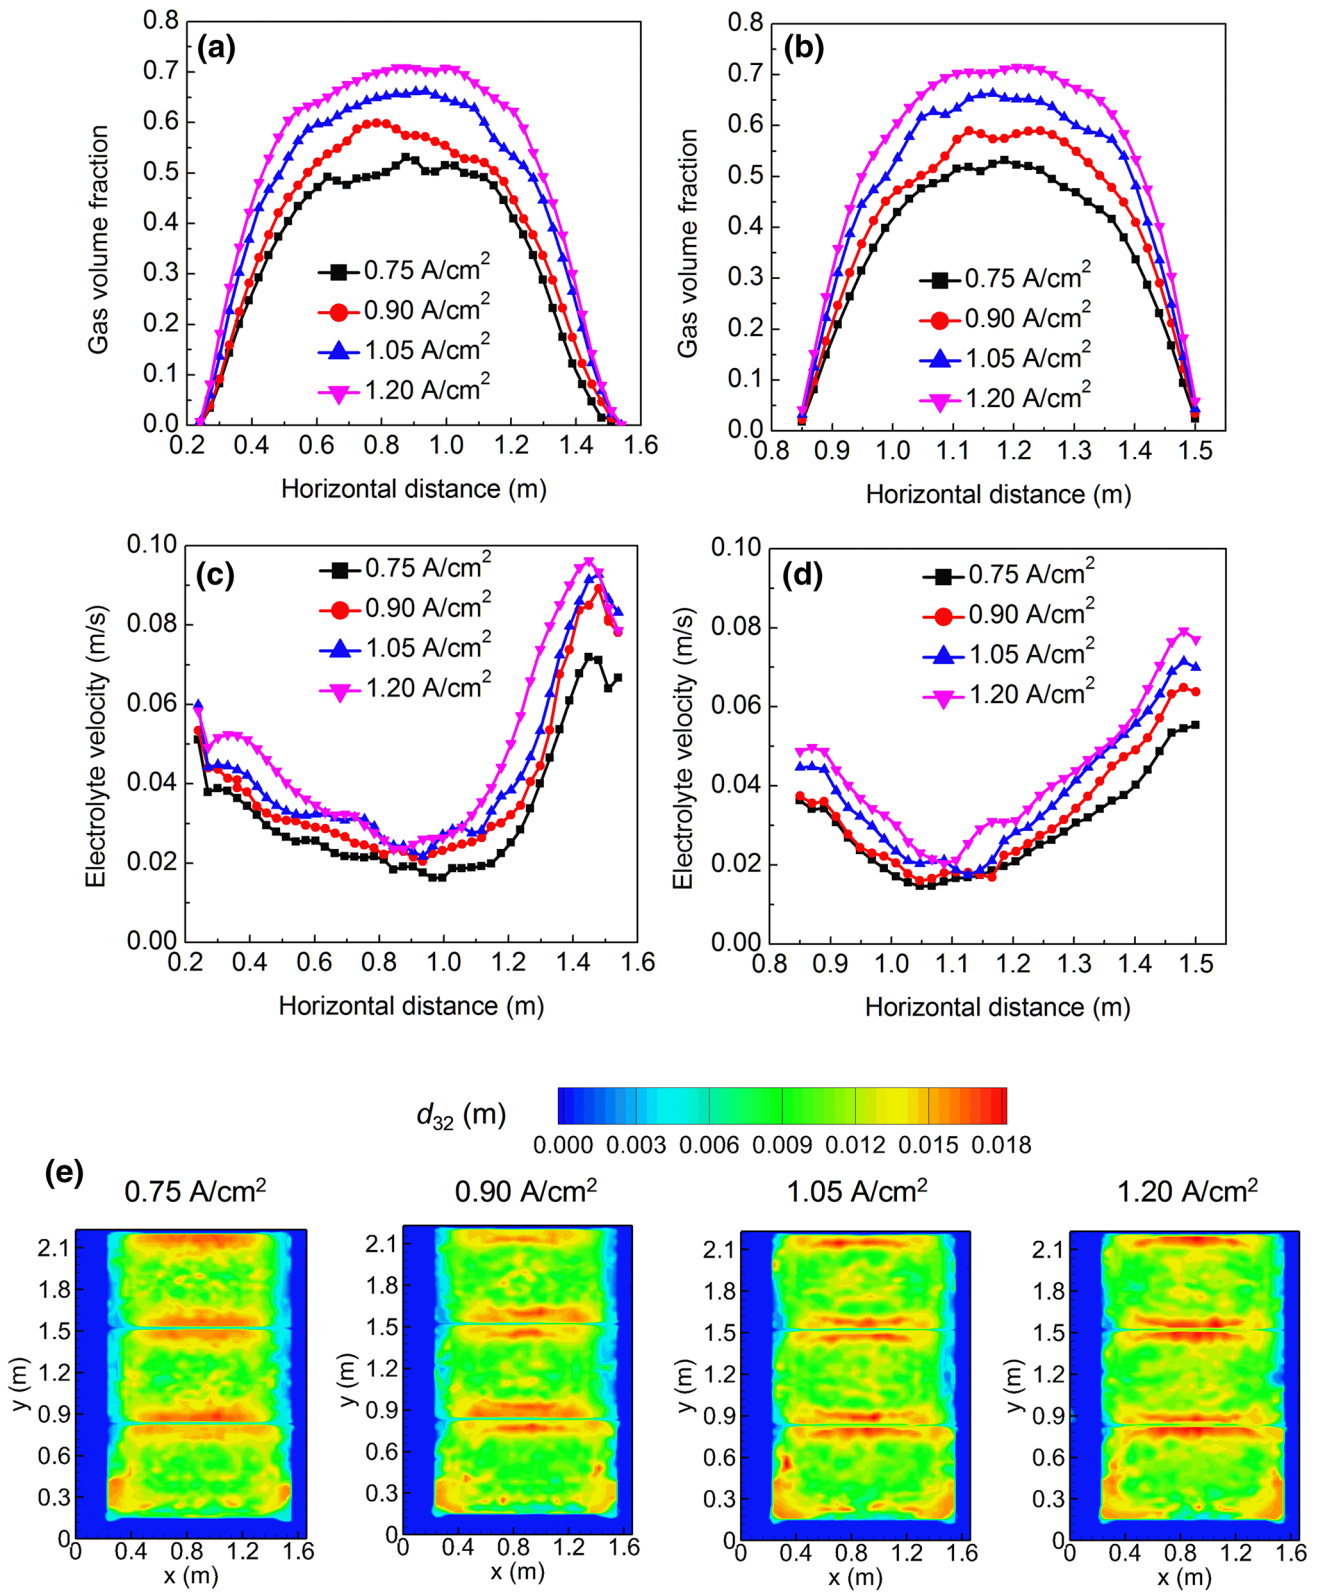 (a)
Gas volume fraction
0.8
0.7
0.6
0.5
0.4
0.3
0.2
0.1
0.0
0.75 A/cm²
0.90 A/cm²
1.05 A/cm²
1.20 A/cm²
0.2 0.4 0.6 0.8 1.0 1.2 1.4 1.6
Horizontal distance (m)
(b)
Gas volume fraction
0.8
0.7
0.6
0.5
0.4
0.3
0.2
0.1
0.0
0.75 A/cm²
0.90 A/cm²
1.05 A/cm²
1.20 A/cm²
0.8 0.9 1.0 1.1 1.2 1.3 1.4 1.5
Horizontal distance (m)
(c)
Electrolyte velocity (m/s)
0.10
0.08
0.06
0.04
0.02
0.00
0.75 A/cm²
0.90 A/cm²
1.05 A/cm²
1.20 A/cm²
0.2 0.4 0.6 0.8 1.0 1.2 1.4 1.6
Horizontal distance (m)
(d)
Electrolyte velocity (m/s)
0.10
0.08
0.06
0.04
0.02
0.00
0.75 A/cm²
0.90 A/cm²
1.05 A/cm²
1.20 A/cm²
0.8 0.9 1.0 1.1 1.2 1.3 1.4 1.5
Horizontal distance (m)
d₃₂ (m)
0.000 0.003 0.006 0.009 0.012 0.015 0.018
(e)
0.75 A/cm²
y (m)
2.1
1.8
1.5
1.2
0.9
0.6
0.3
0
0 0.4 0.8 1.2 1.6
x (m)
0.90 A/cm²
y (m)
2.1
1.8
1.5
1.2
0.9
0.6
0.3
0
0 0.4 0.8 1.2 1.6
x (m)
1.05 A/cm²
y (m)
2.1
1.8
1.5
1.2
0.9
0.6
0.3
0
0 0.4 0.8 1.2 1.6
x (m)
1.20 A/cm²
y (m)
2.1
1.8
1.5
1.2
0.9
0.6
0.3
0
0 0.4 0.8 1.2 1.6
x (m)